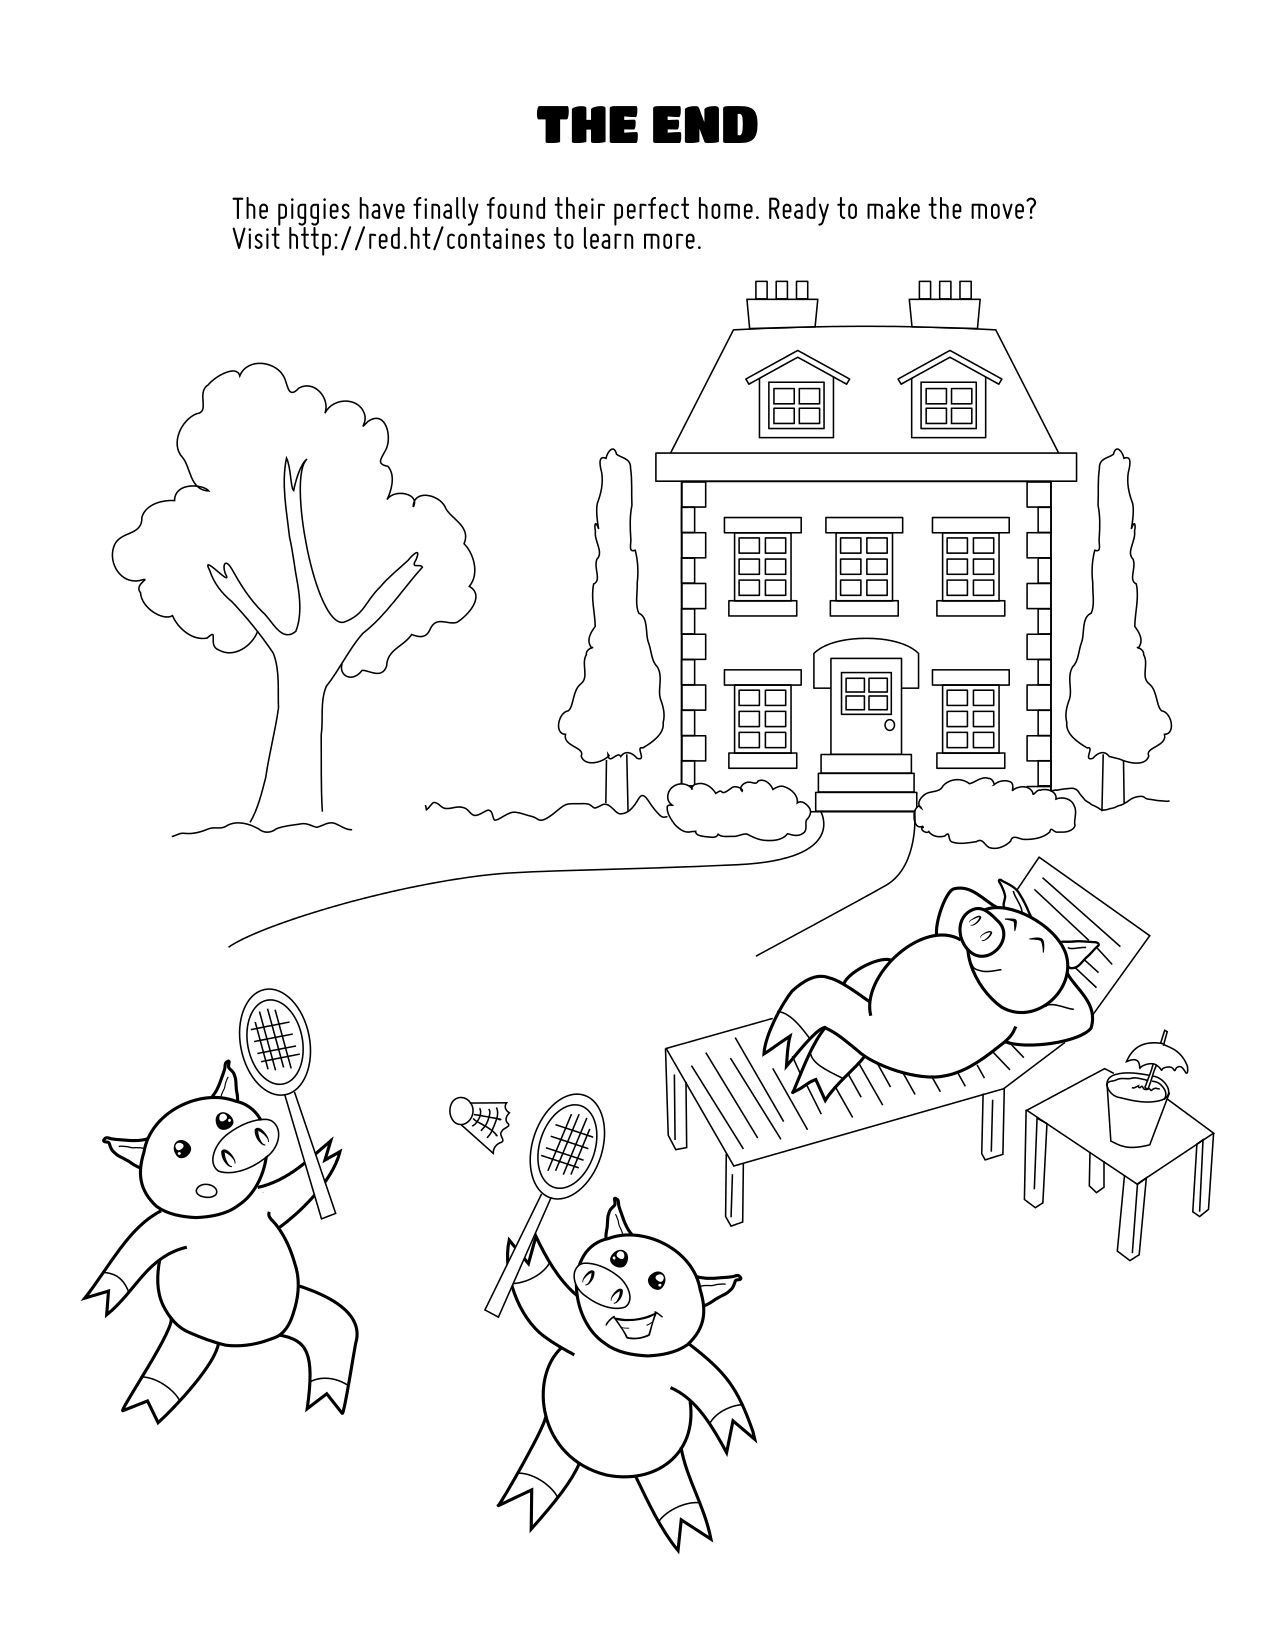 THE END
The piggies have finally found their perfect home. Ready to make the move?
Visit http://red.ht/containes to learn more.